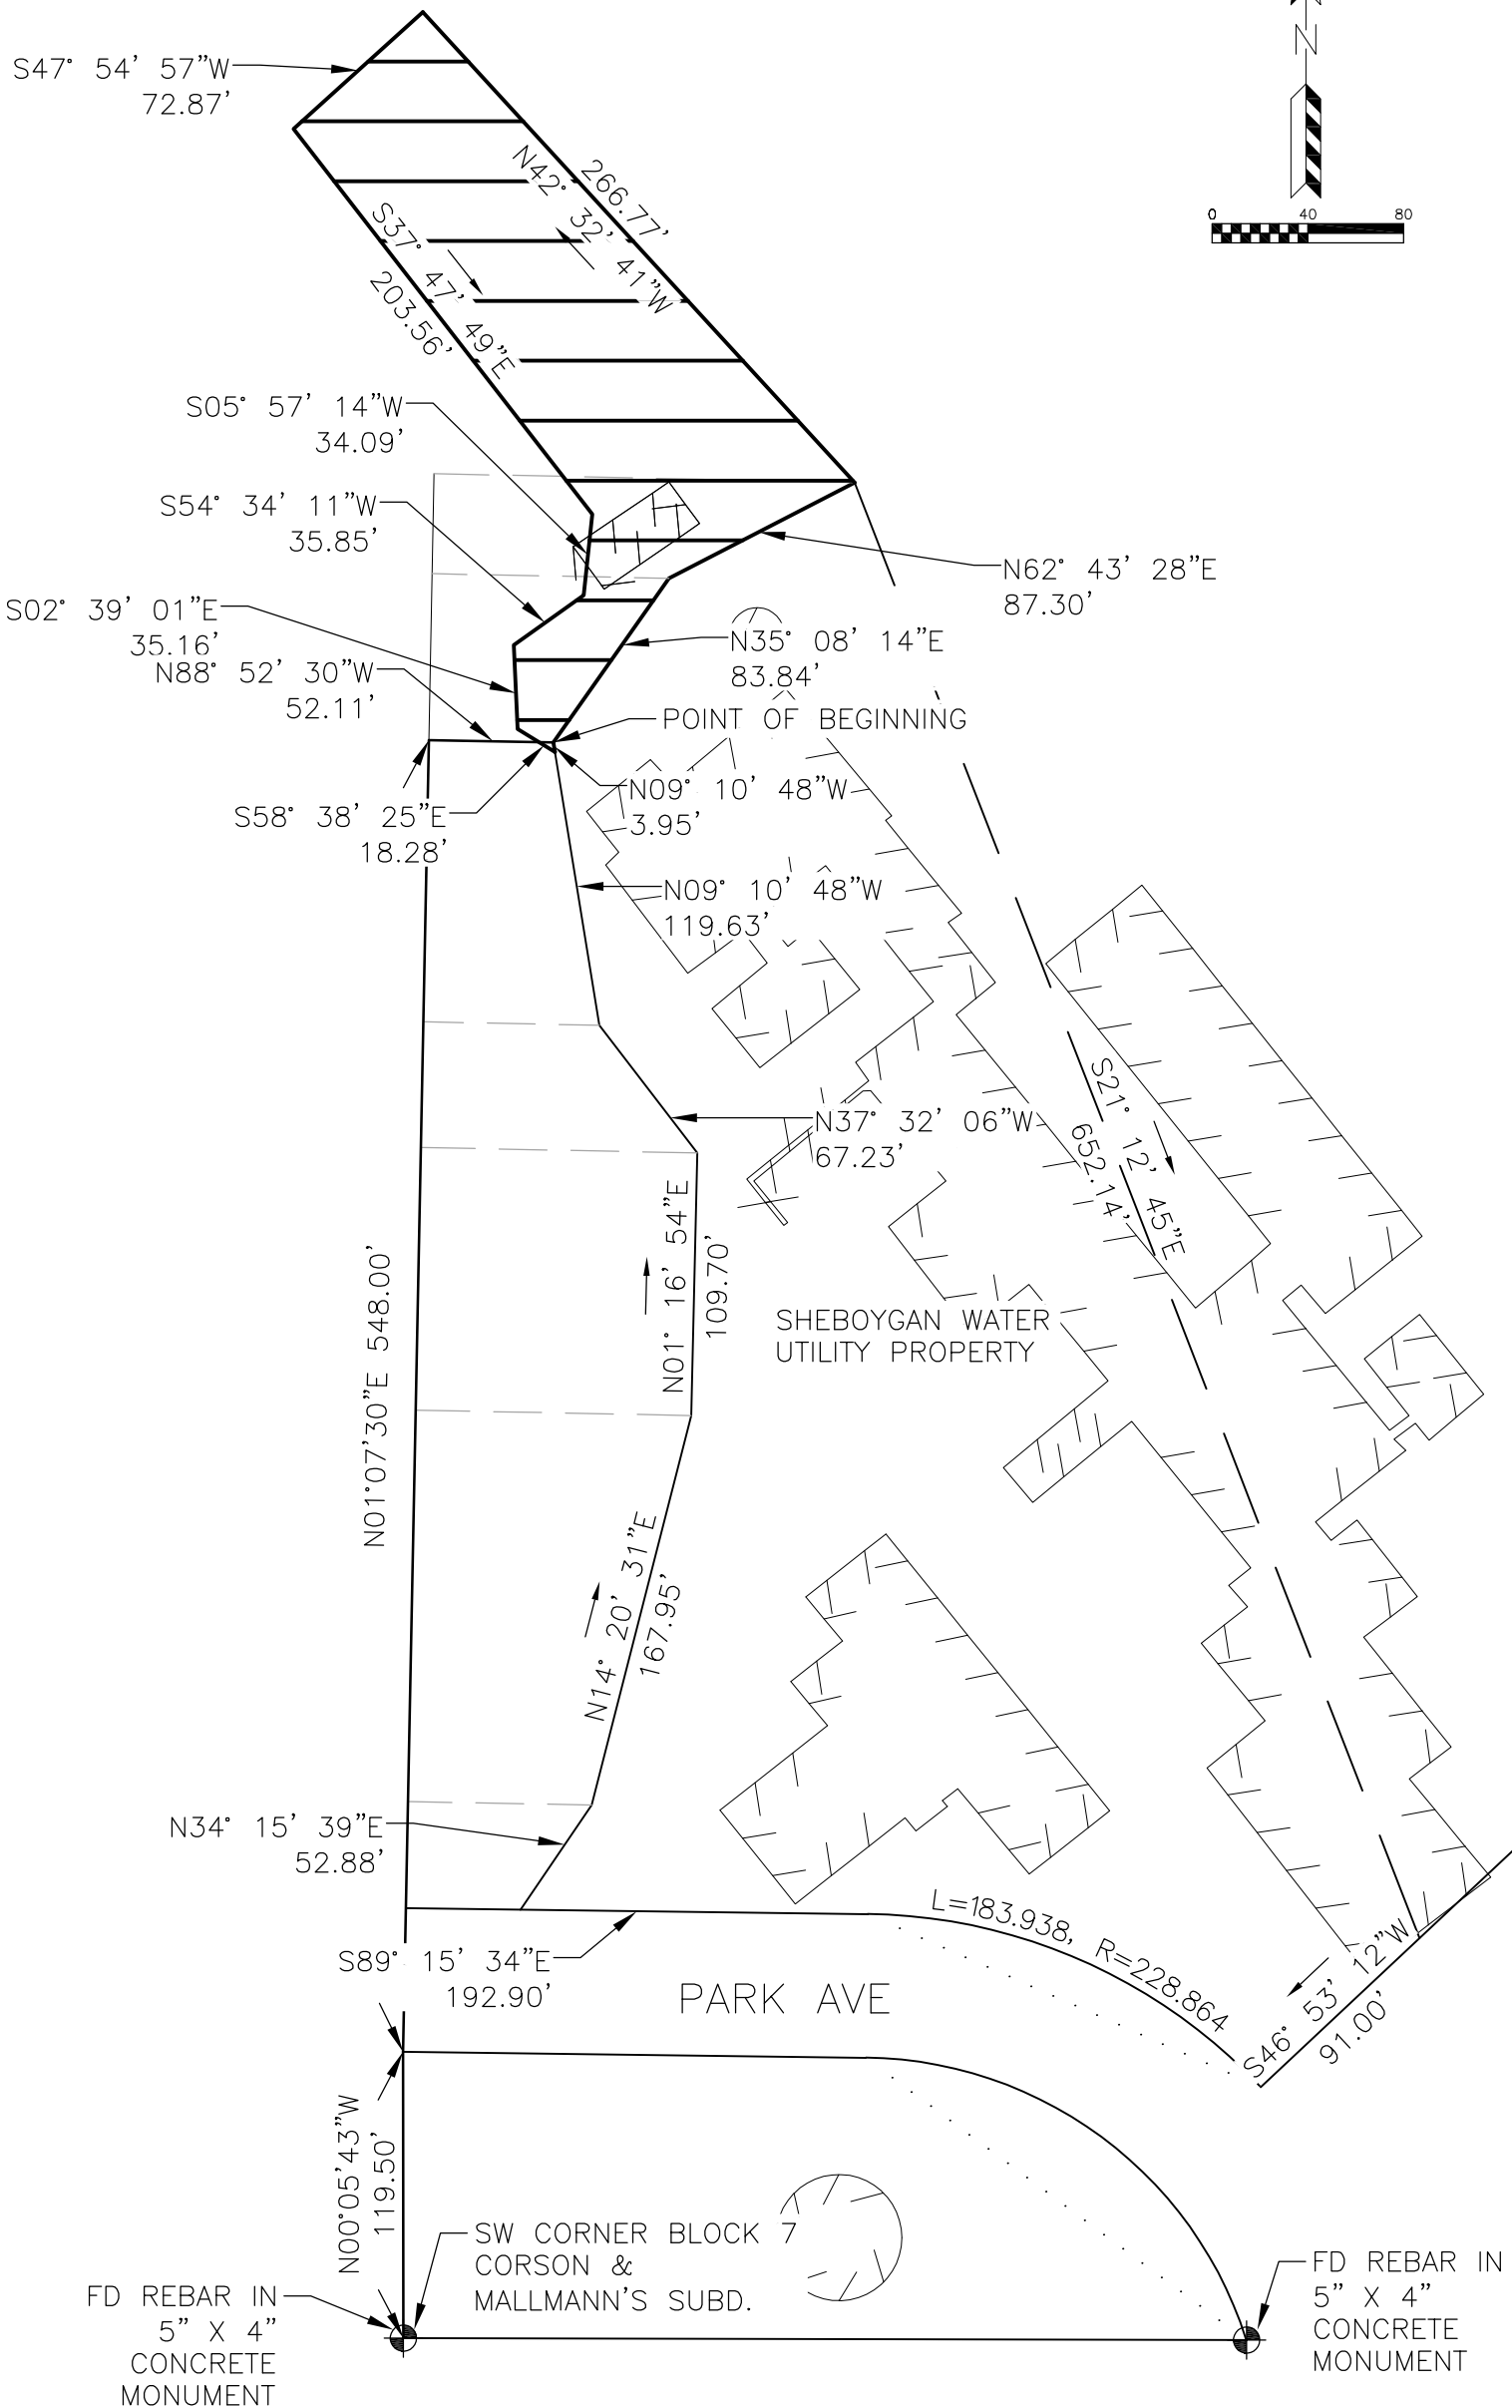 N
0 40 80
S47° 54' 57"W
72.87'
N42° 32' 41"W
266.77'
S37° 47' 49"E
203.56'
S05° 57' 14"W
34.09'
S54° 34' 11"W
35.85'
N62° 43' 28"E
87.30'
S02° 39' 01"E
35.16'
N35° 08' 14"E
83.84'
N88° 52' 30"W
52.11'
POINT OF BEGINNING
N09° 10' 48"W
3.95'
S58° 38' 25"E
18.28'
N09° 10' 48"W
119.63'
N37° 32' 06"W
67.23'
S21° 12' 45"E
652.14'
N01° 16' 54"E
109.70'
N01°07'30"E 548.00'
SHEBOYGAN WATER
UTILITY PROPERTY
N14° 20' 31"E
167.95'
N34° 15' 39"E
52.88'
L=183.938, R=228.864
S89° 15' 34"E
192.90'
PARK AVE
S46° 53' 12"W
91.00'
N00°05'43"W
119.50'
SW CORNER BLOCK 7
CORSON &
MALLMANN'S SUBD.
FD REBAR IN
5" X 4"
CONCRETE
MONUMENT
FD REBAR IN
5" X 4"
CONCRETE
MONUMENT